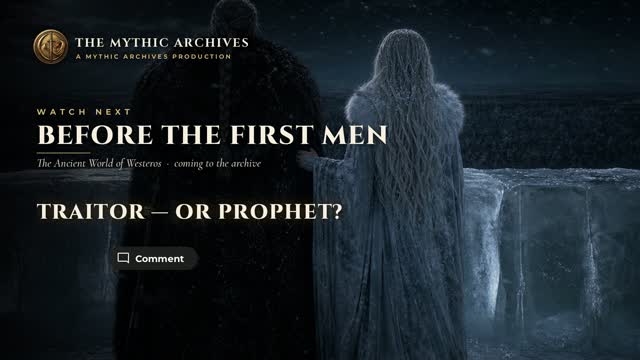 THE MYTHIC ARCHIVES
A MYTHIC ARCHIVES PRODUCTION
WATCH NEXT
BEFORE THE FIRST MEN
The Ancient World of Westeros · coming to the archive
TRAITOR — OR PROPHET?
Comment